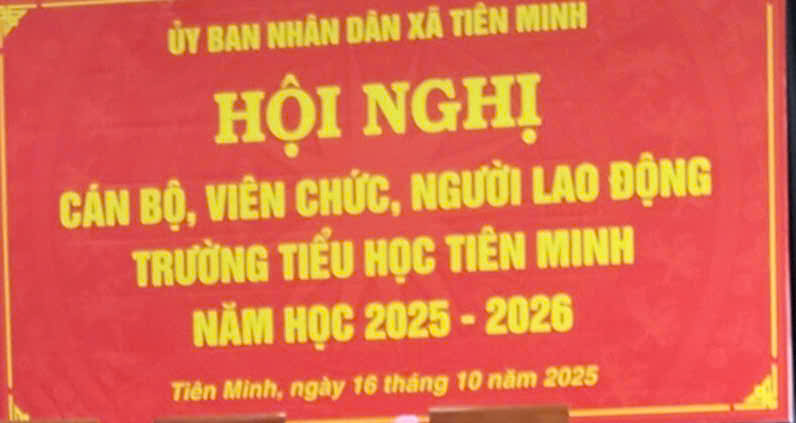 ỦY BAN NHÂN DÂN XÃ TIÊN MINH
HỘI NGHỊ
CÁN BỘ, VIÊN CHỨC, NGƯỜI LAO ĐỘNG
TRƯỜNG TIỂU HỌC TIÊN MINH
NĂM HỌC 2025 - 2026
Tiên Minh, ngày 16 tháng 10 năm 2025